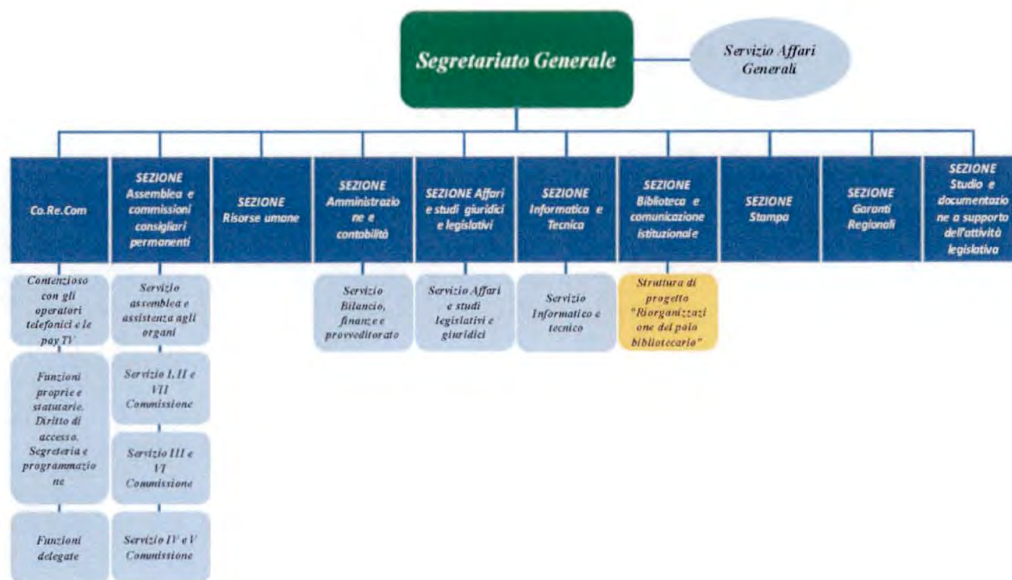 Segretariato Generale
Servizio Affari
Generali
Co.Re.Com
SEZIONE
Assemblea e
commissioni
consigliari
permanenti
SEZIONE
Risorse umane
SEZIONE
Amministrazio
ne e
contabilità
SEZIONE Affari
e studi giuridici
e legislativi
SEZIONE
Informatica e
Tecnica
SEZIONE
Biblioteca e
comunicazione
istituzionale
SEZIONE
Stampa
SEZIONE
Garanti
Regionali
SEZIONE
Studio e
documentazio
ne a supporto
dell'attività
legislativa
Contenzioso
con gli
operatori
telefonici e le
pay TV
Funzioni
proprie e
statutarie.
Diritto di
accesso.
Segreteria e
programmazio
ne
Funzioni
delegate
Servizio
assemblea e
assistenza agli
organi
Servizio I, II e
VII
Commissione
Servizio III e
VI
Commissione
Servizio IV e V
Commissione
Servizio
Bilancio,
finanze e
provveditorato
Servizio Affari
e studi
legislativi e
giuridici
Servizio
Informatico e
tecnico
Struttura di
progetto
"Riorganizzazi
one del polo
bibliotecario"